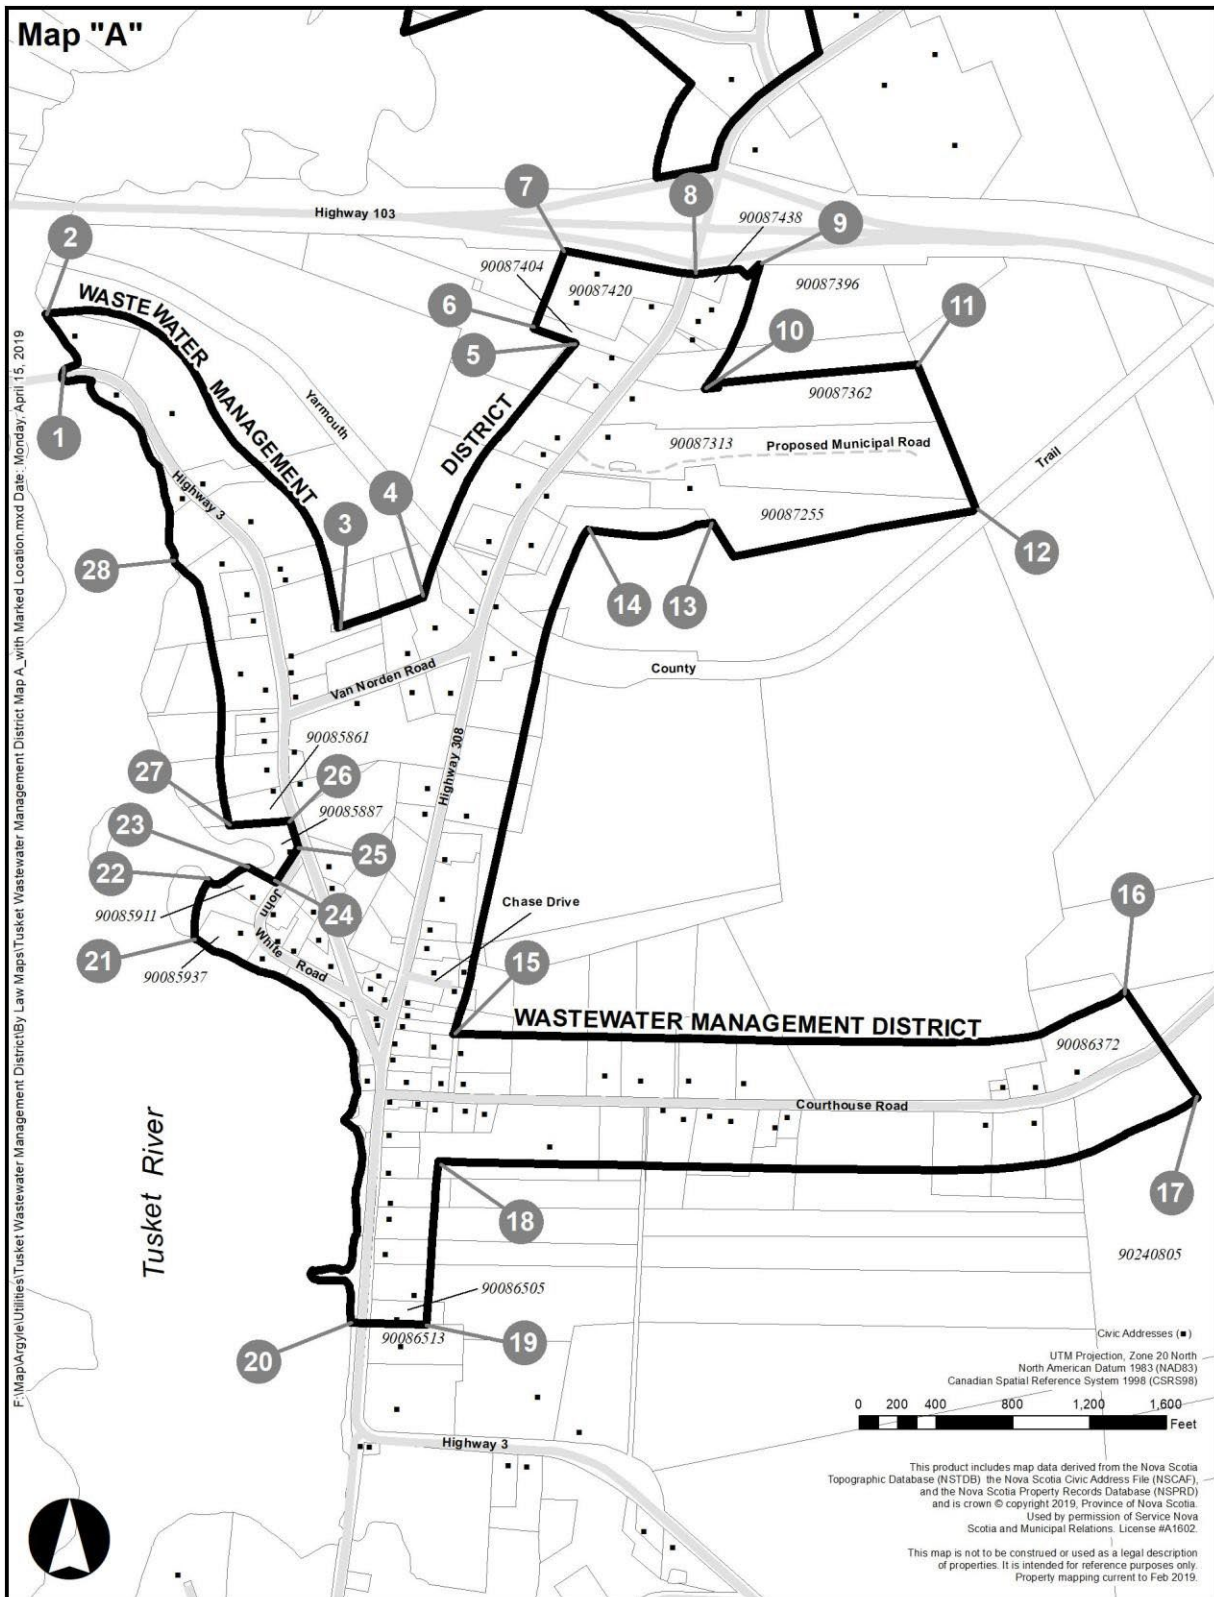 Map "A"
7
8
Highway 103
90087438
9
2
90087404
90087420
90087396
WASTEWATER MANAGEMENT DISTRICT
6
10
11
5
90087362
1
Yarmouth
90087313
Proposed Municipal Road
Trail
Highway 3
4
90087255
3
12
28
14
13
County
Van Norden Road
90085861
Highway 308
27
26
90085887
23
25
22
Chase Drive
90085911
24
16
John White Road
21
15
90085937
WASTEWATER MANAGEMENT DISTRICT
90086372
Courthouse Road
Tusket River
17
18
90240805
90086505
90086513
20
19
Highway 3
Civic Addresses (■)
UTM Projection, Zone 20 North
North American Datum 1983 (NAD83)
Canadian Spatial Reference System 1998 (CSRS98)
0 200 400 800 1,200 1,600
Feet
This product includes map data derived from the Nova Scotia
Topographic Database (NSTDB) the Nova Scotia Civic Address File (NSCAF),
and the Nova Scotia Property Records Database (NSPRD)
and is crown © copyright 2019, Province of Nova Scotia.
Used by permission of Service Nova
Scotia and Municipal Relations. License #A1602.
This map is not to be construed or used as a legal description
of properties. It is intended for reference purposes only.
Property mapping current to Feb 2019.
F:\Map\Argyle\Utilities\Tusket Wastewater Management District\By Law Maps\Tusket Wastewater Management District Map A_with Marked Location.mxd Date: Monday, April 15, 2019